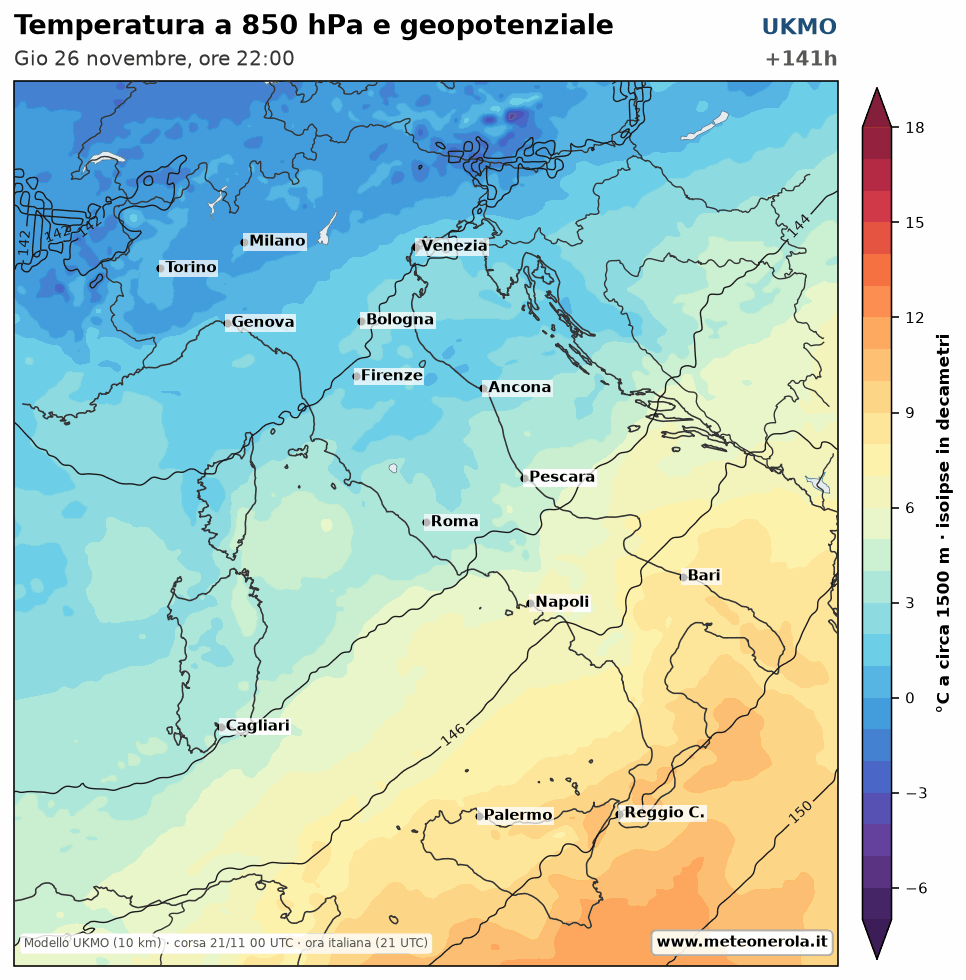 Temperatura a 850 hPa e geopotenziale
UKMO
Gio 26 novembre, ore 22:00
+141h
18
15
12
9
6
3
0
−3
−6
°C a circa 1500 m · isoipse in decametri
142
142
142
144
146
150
Milano
Venezia
Torino
Genova
Bologna
Firenze
Ancona
Pescara
Roma
Bari
Napoli
Cagliari
Palermo
Reggio C.
Modello UKMO (10 km) · corsa 21/11 00 UTC · ora italiana (21 UTC)
www.meteonerola.it